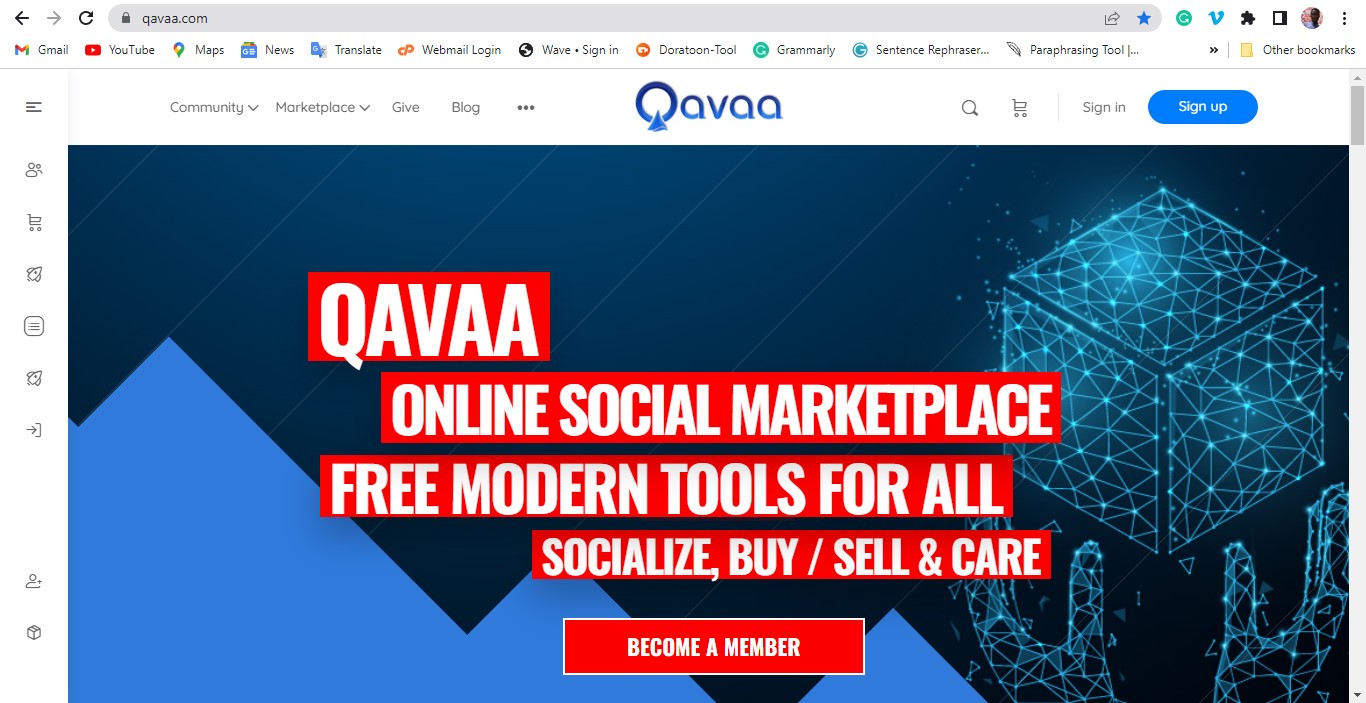 qavaa.com
Gmail YouTube Maps News Translate Webmail Login Wave • Sign in Doratoon-Tool Grammarly Sentence Rephraser... Paraphrasing Tool |... » Other bookmarks
Community Marketplace Give Blog ••• Qavaa Sign in Sign up
QAVAA
ONLINE SOCIAL MARKETPLACE
FREE MODERN TOOLS FOR ALL
SOCIALIZE, BUY / SELL & CARE
BECOME A MEMBER